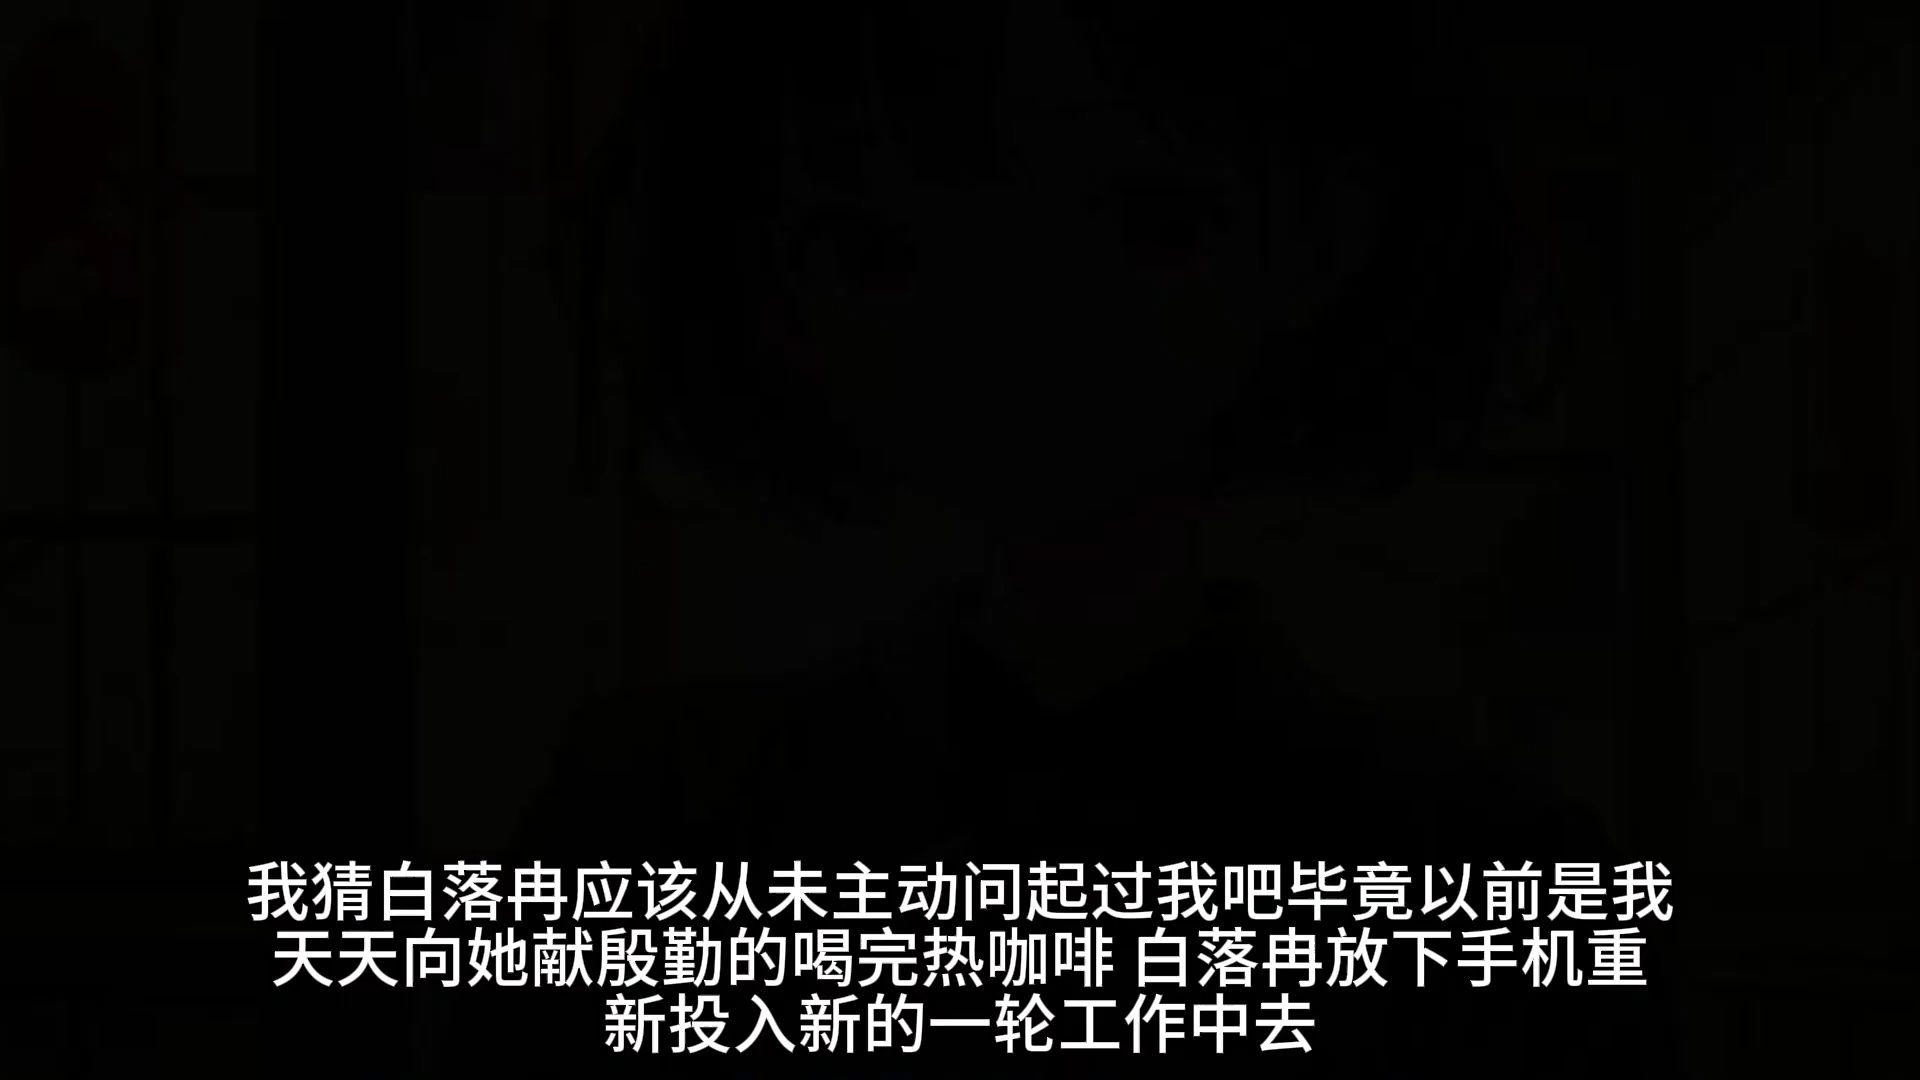 我猜白落冉应该从未主动问起过我吧毕竟以前是我
天天向她献殷勤的喝完热咖啡 白落冉放下手机重
新投入新的一轮工作中去